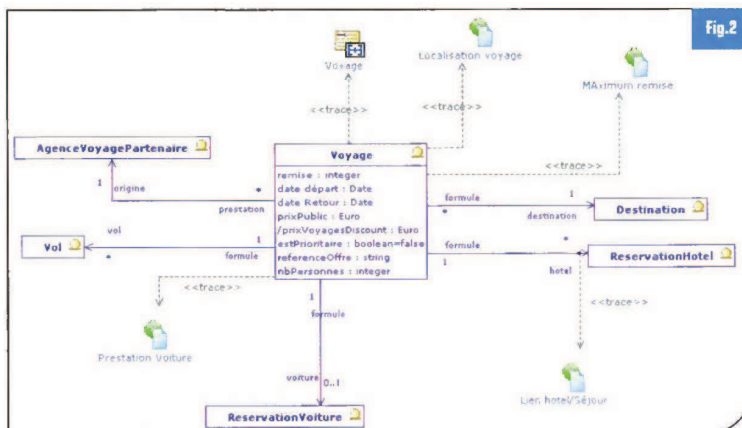 Fig.2
Voyage
Localisation voyage
MAximum remise
<<trace>>
<<trace>>
<<trace>>
AgenceVoyagePartenaire
1
origine
*
prestation
Voyage
remise : integer
date départ : Date
date Retour : Date
prixPublic : Euro
/prixVoyagesDiscount : Euro
estPrioritaire : boolean=false
referenceOffre : string
nbPersonnes : integer
formule
1
*
destination
Destination
vol
1
Vol
*
formule
formule
*
1
hotel
ReservationHotel
<<trace>>
<<trace>>
1
formule
Prestation Voiture
voiture
0..1
Lien hotel/Séjour
ReservationVoiture